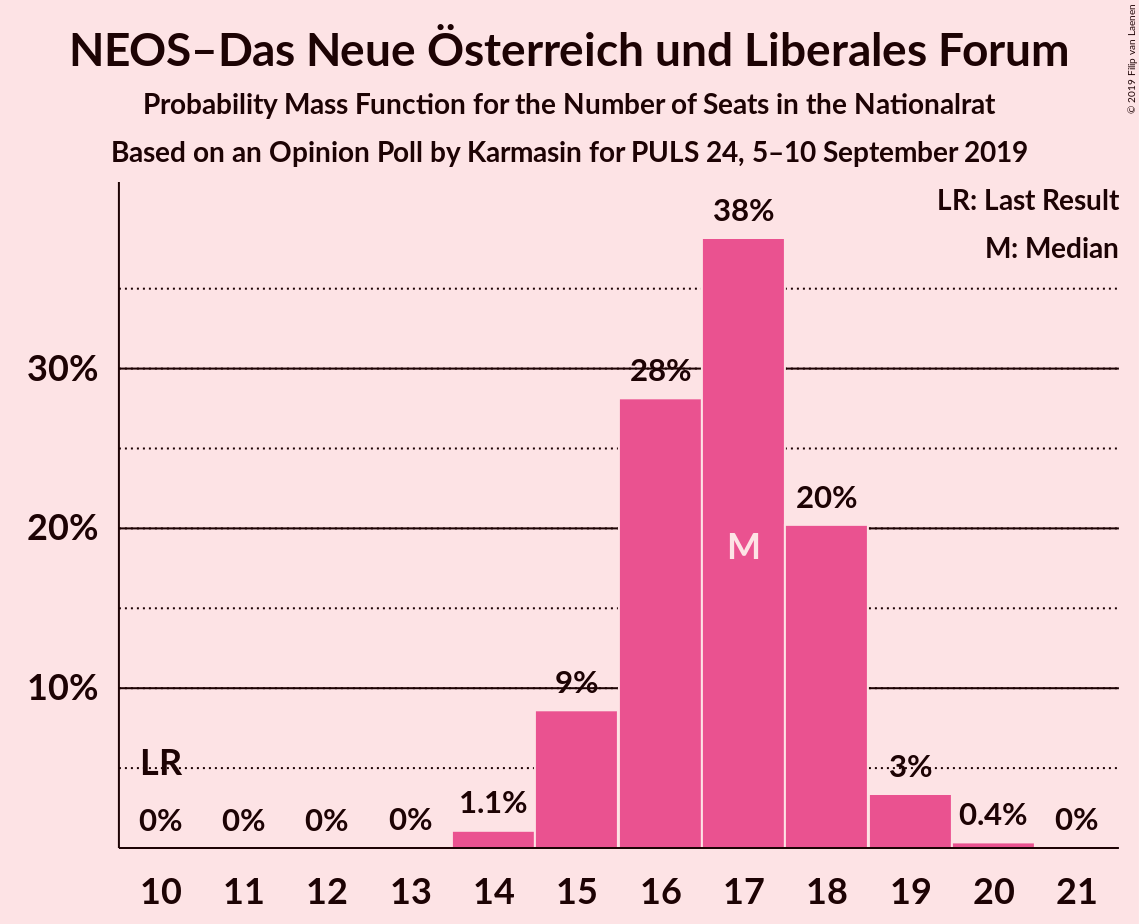 NEOS–Das Neue Österreich und Liberales Forum
Probability Mass Function for the Number of Seats in the Nationalrat
Based on an Opinion Poll by Karmasin for PULS 24, 5–10 September 2019
© 2019 Filip van Laenen
LR: Last Result
M: Median
38%
30%
28%
20%
20%
M
10%
9%
LR
3%
1.1%
0.4%
0% 0% 0% 0% 0%
10 11 12 13 14 15 16 17 18 19 20 21